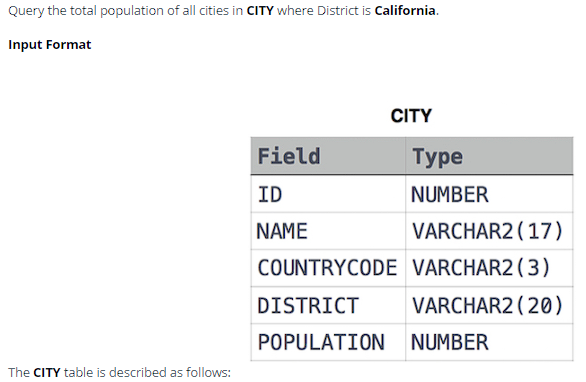 Query the total population of all cities in CITY where District is California.
Input Format
CITY
Field Type
ID NUMBER
NAME VARCHAR2(17)
COUNTRYCODE VARCHAR2(3)
DISTRICT VARCHAR2(20)
POPULATION NUMBER
The CITY table is described as follows: